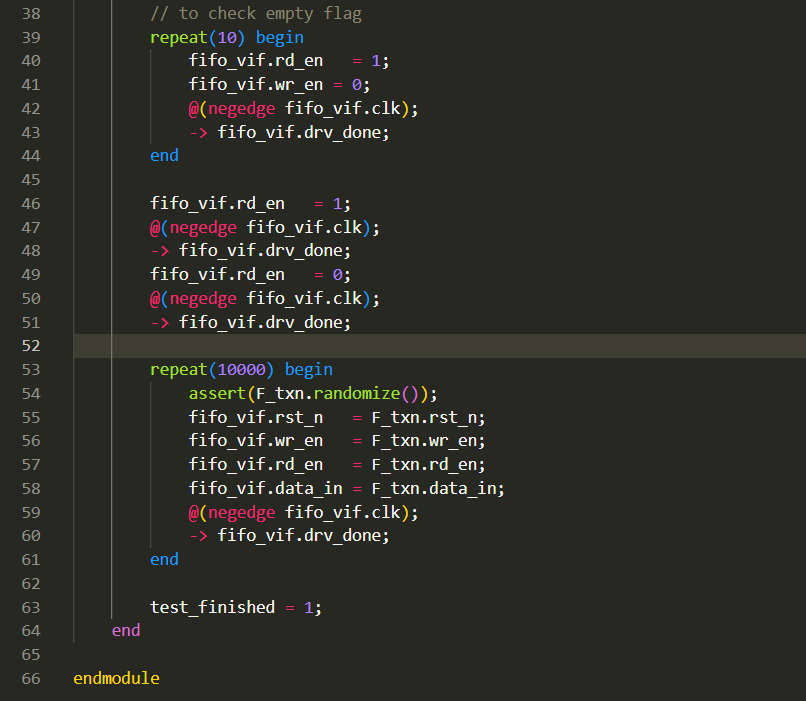 38 // to check empty flag
39 repeat(10) begin
40 fifo_vif.rd_en = 1;
41 fifo_vif.wr_en = 0;
42 @(negedge fifo_vif.clk);
43 -> fifo_vif.drv_done;
44 end
45
46 fifo_vif.rd_en = 1;
47 @(negedge fifo_vif.clk);
48 -> fifo_vif.drv_done;
49 fifo_vif.rd_en = 0;
50 @(negedge fifo_vif.clk);
51 -> fifo_vif.drv_done;
52
53 repeat(10000) begin
54 assert(F_txn.randomize());
55 fifo_vif.rst_n = F_txn.rst_n;
56 fifo_vif.wr_en = F_txn.wr_en;
57 fifo_vif.rd_en = F_txn.rd_en;
58 fifo_vif.data_in = F_txn.data_in;
59 @(negedge fifo_vif.clk);
60 -> fifo_vif.drv_done;
61 end
62
63 test_finished = 1;
64 end
65
66 endmodule